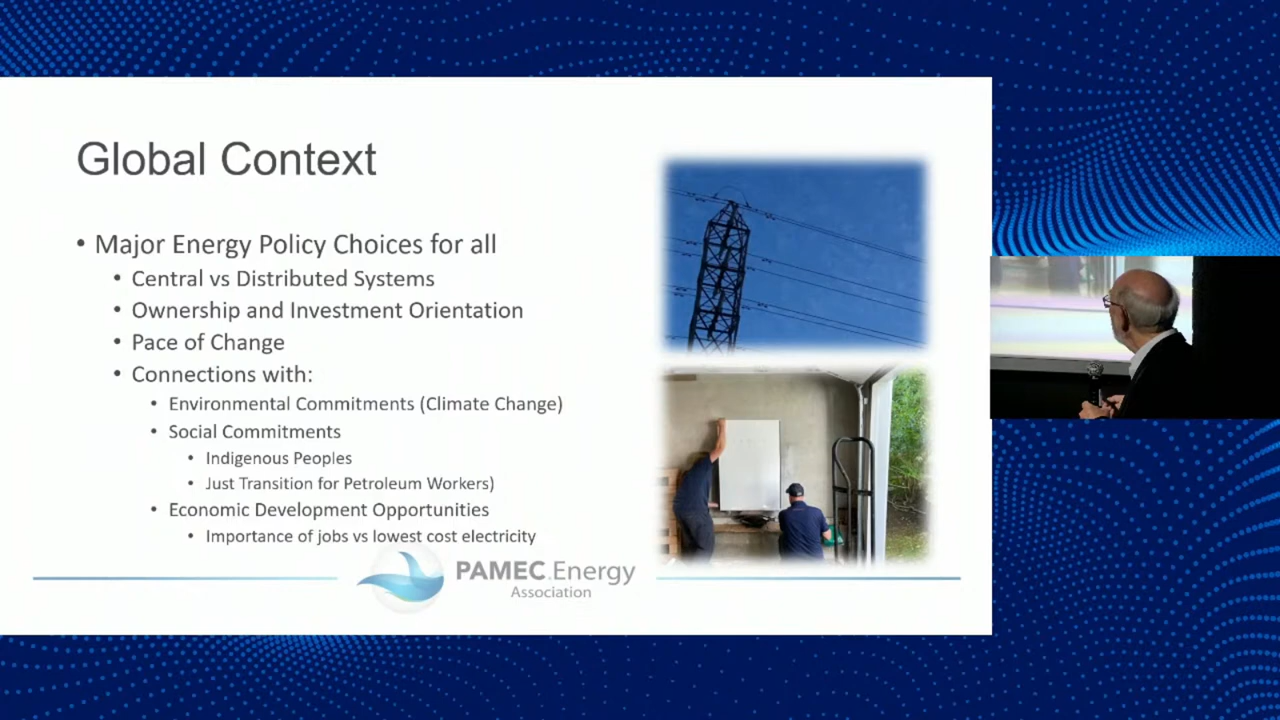 Global Context
• Major Energy Policy Choices for all
• Central vs Distributed Systems
• Ownership and Investment Orientation
• Pace of Change
• Connections with:
• Environmental Commitments (Climate Change)
• Social Commitments
• Indigenous Peoples
• Just Transition for Petroleum Workers)
• Economic Development Opportunities
• Importance of jobs vs lowest cost electricity
PAMEC Energy
Association